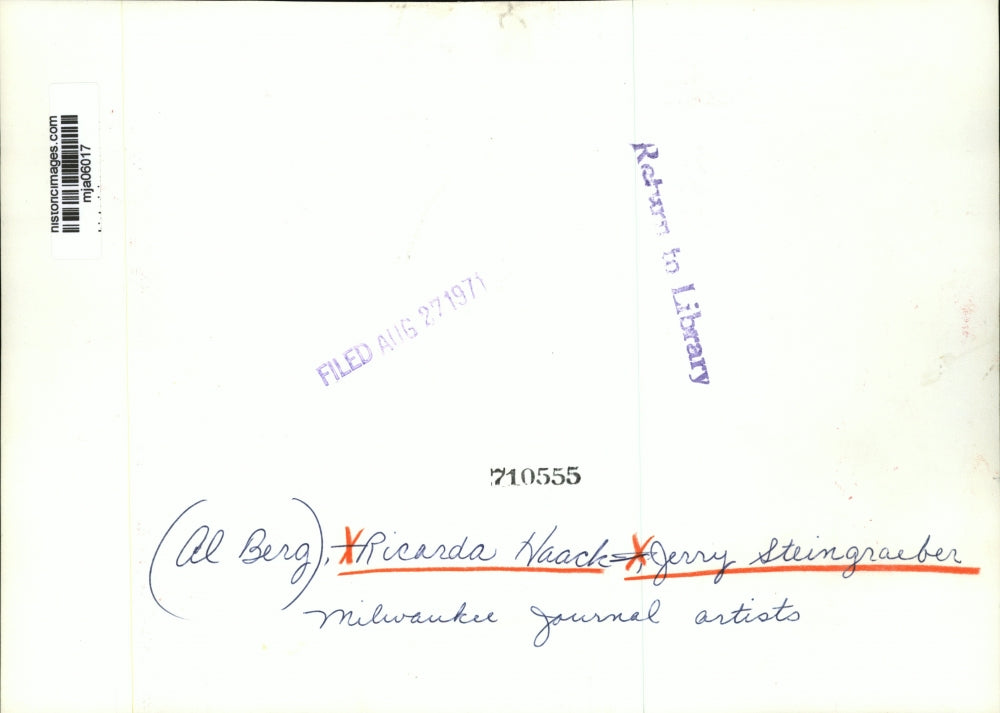 historicimages.com
mja06017
Return to Library
FILED AUG 27 1971
710555
(Al Berg), X Ricarda Haack, X Jerry Steingraeber
Milwaukee Journal artists